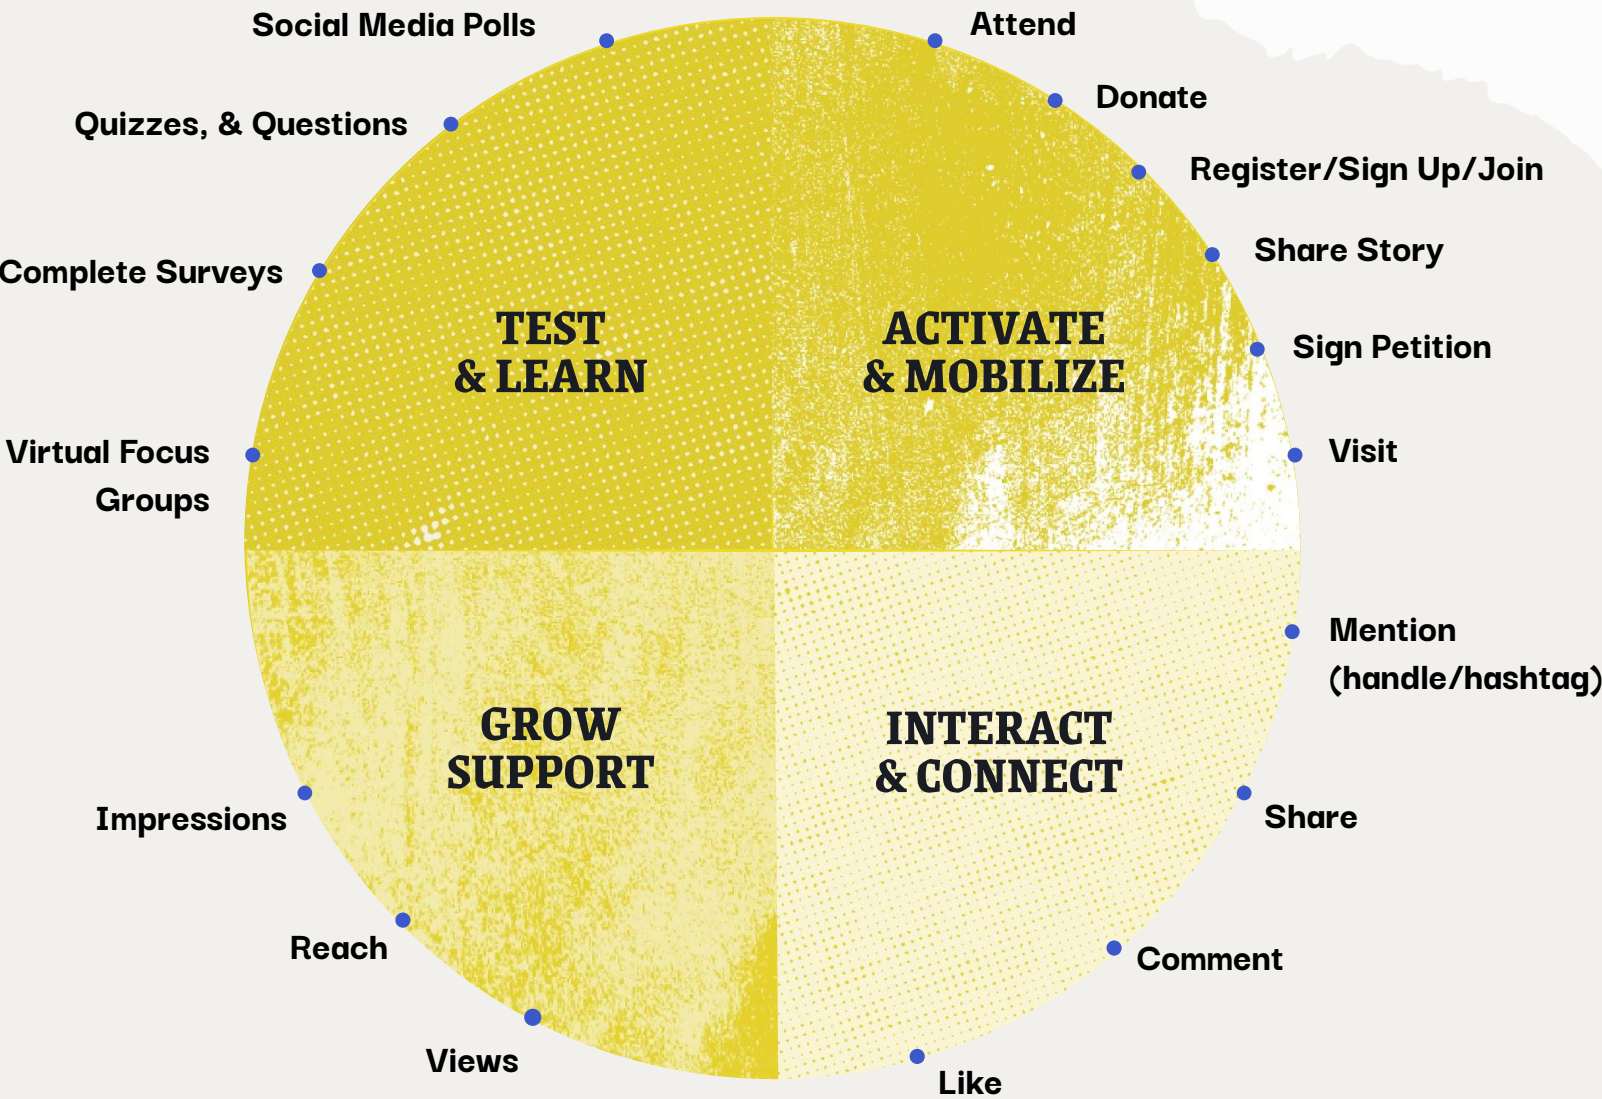 Social Media Polls
Quizzes, & Questions
Complete Surveys
Virtual Focus
Groups
TEST
& LEARN
Attend
Donate
Register/Sign Up/Join
Share Story
Sign Petition
Visit
ACTIVATE
& MOBILIZE
GROW
SUPPORT
Impressions
Reach
Views
INTERACT
& CONNECT
Mention
(handle/hashtag)
Share
Comment
Like